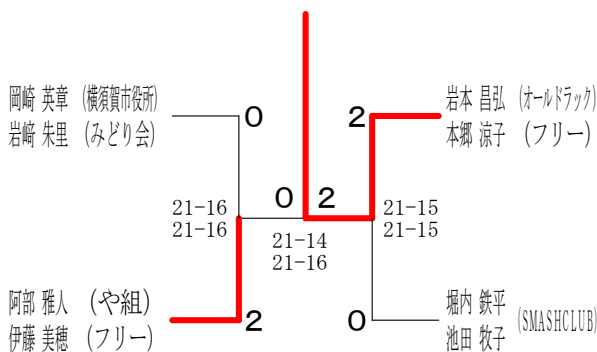 岡崎 英章 (横須賀市役所)
岩﨑 朱里 (みどり会)
0
2
岩本 昌弘 (オールドラック)
本郷 涼子 (フリー)
21-16
21-16
0
2
21-14
21-16
21-15
21-15
阿部 雅人 (や組)
伊藤 美穂 (フリー)
2
0
堀内 鉄平
池田 牧子
(SMASHCLUB)